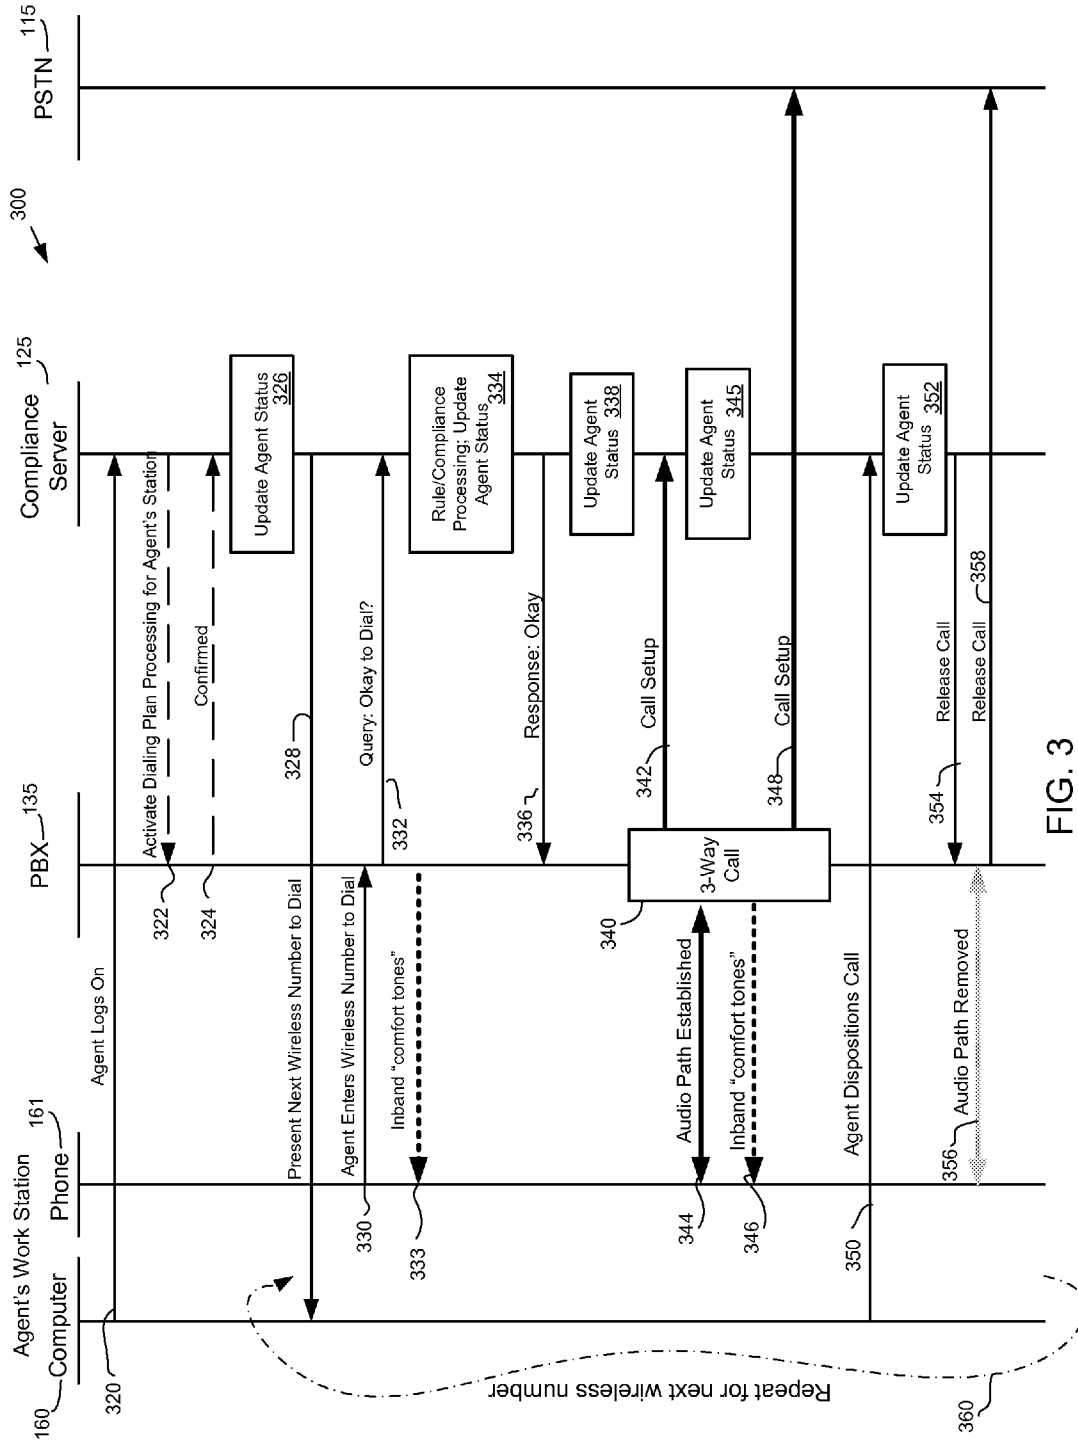 Agent's Work Station
160 Computer
Phone 161
PBX 135
Compliance
Server 125
PSTN 115
300
320
Agent Logs On
Activate Dialing Plan Processing for Agent's Station
322
Confirmed
324
Update Agent Status
326
Present Next Wireless Number to Dial
328
Agent Enters Wireless Number to Dial
330
Query: Okay to Dial?
332
Inband "comfort tones"
333
Rule/Compliance
Processing; Update
Agent Status
334
Response: Okay
336
Update Agent
Status 338
3-Way
Call
340
Call Setup
342
Audio Path Established
344
Update Agent
Status 345
Inband "comfort tones"
346
Call Setup
348
Agent Dispositions Call
350
Update Agent
Status 352
Release Call
354
Audio Path Removed
356
Release Call
358
Repeat for next wireless number
360
FIG. 3